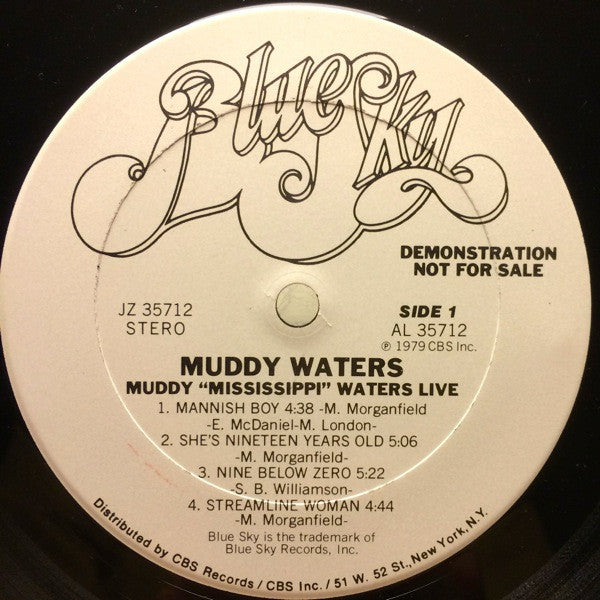 Blue Sky
DEMONSTRATION
NOT FOR SALE
JZ 35712
STERO
SIDE 1
AL 35712
℗ 1979 CBS Inc.
MUDDY WATERS
MUDDY “MISSISSIPPI” WATERS LIVE
1. MANNISH BOY 4:38 -M. Morganfield
-E. McDaniel-M. London-
2. SHE'S NINETEEN YEARS OLD 5:06
-M. Morganfield-
3. NINE BELOW ZERO 5:22
-S. B. Williamson-
4. STREAMLINE WOMAN 4:44
-M. Morganfield-
Blue Sky is the trademark of
Blue Sky Records, Inc.
Distributed by CBS Records / CBS Inc. / 51 W. 52 St., New York, N.Y.